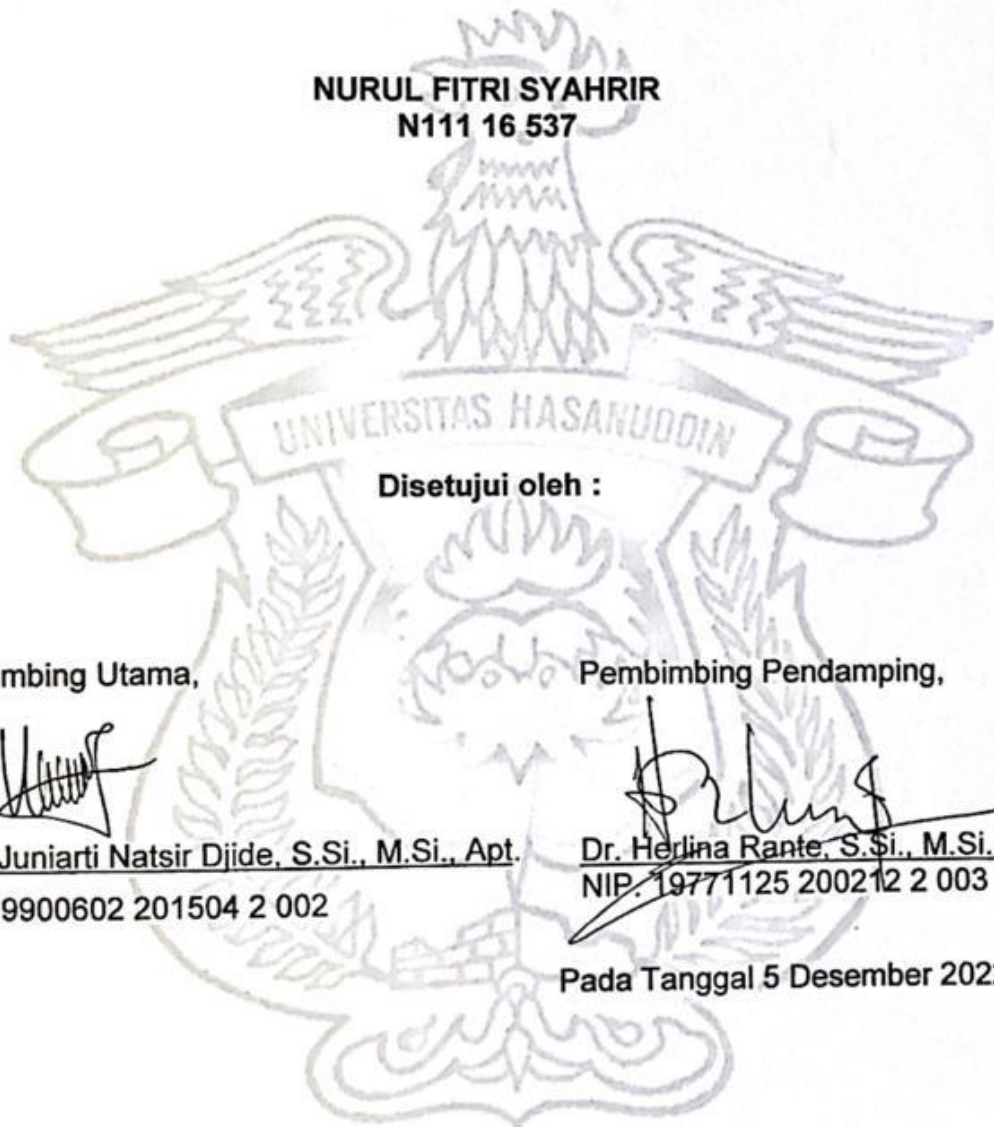 NURUL FITRI SYAHRIR
N111 16 537
UNIVERSITAS HASANUDDIN
Disetujui oleh :
mbing Utama,
Pembimbing Pendamping,
Juniarti Natsir Djide, S.Si., M.Si., Apt.
Dr. Herlina Rante, S.Si., M.Si.
9900602 201504 2 002
NIP. 19771125 200212 2 003
Pada Tanggal 5 Desember 202